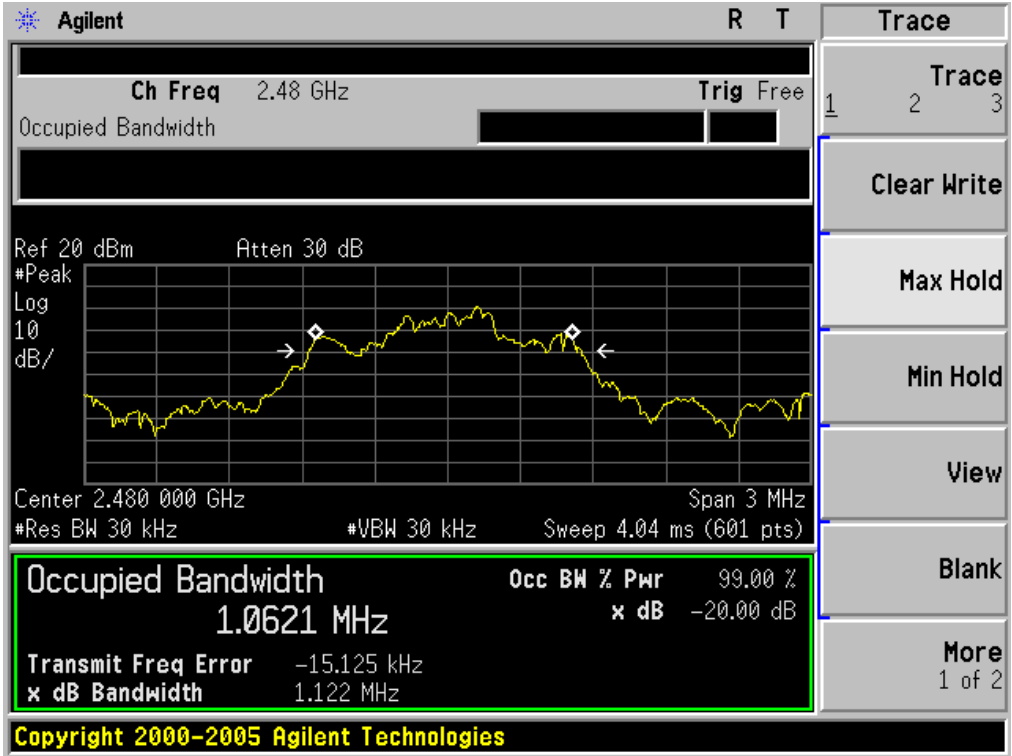 Agilent R T Trace
Ch Freq 2.48 GHz Trig Free
Occupied Bandwidth
Trace
1 2 3
Clear Write
Max Hold
Min Hold
View
Blank
More
1 of 2
Ref 20 dBm Atten 30 dB
#Peak
Log
10
dB/
Center 2.480 000 GHz Span 3 MHz
#Res BW 30 kHz #VBW 30 kHz Sweep 4.04 ms (601 pts)
Occupied Bandwidth Occ BW % Pwr 99.00 %
1.0621 MHz x dB -20.00 dB
Transmit Freq Error -15.125 kHz
x dB Bandwidth 1.122 MHz
Copyright 2000-2005 Agilent Technologies